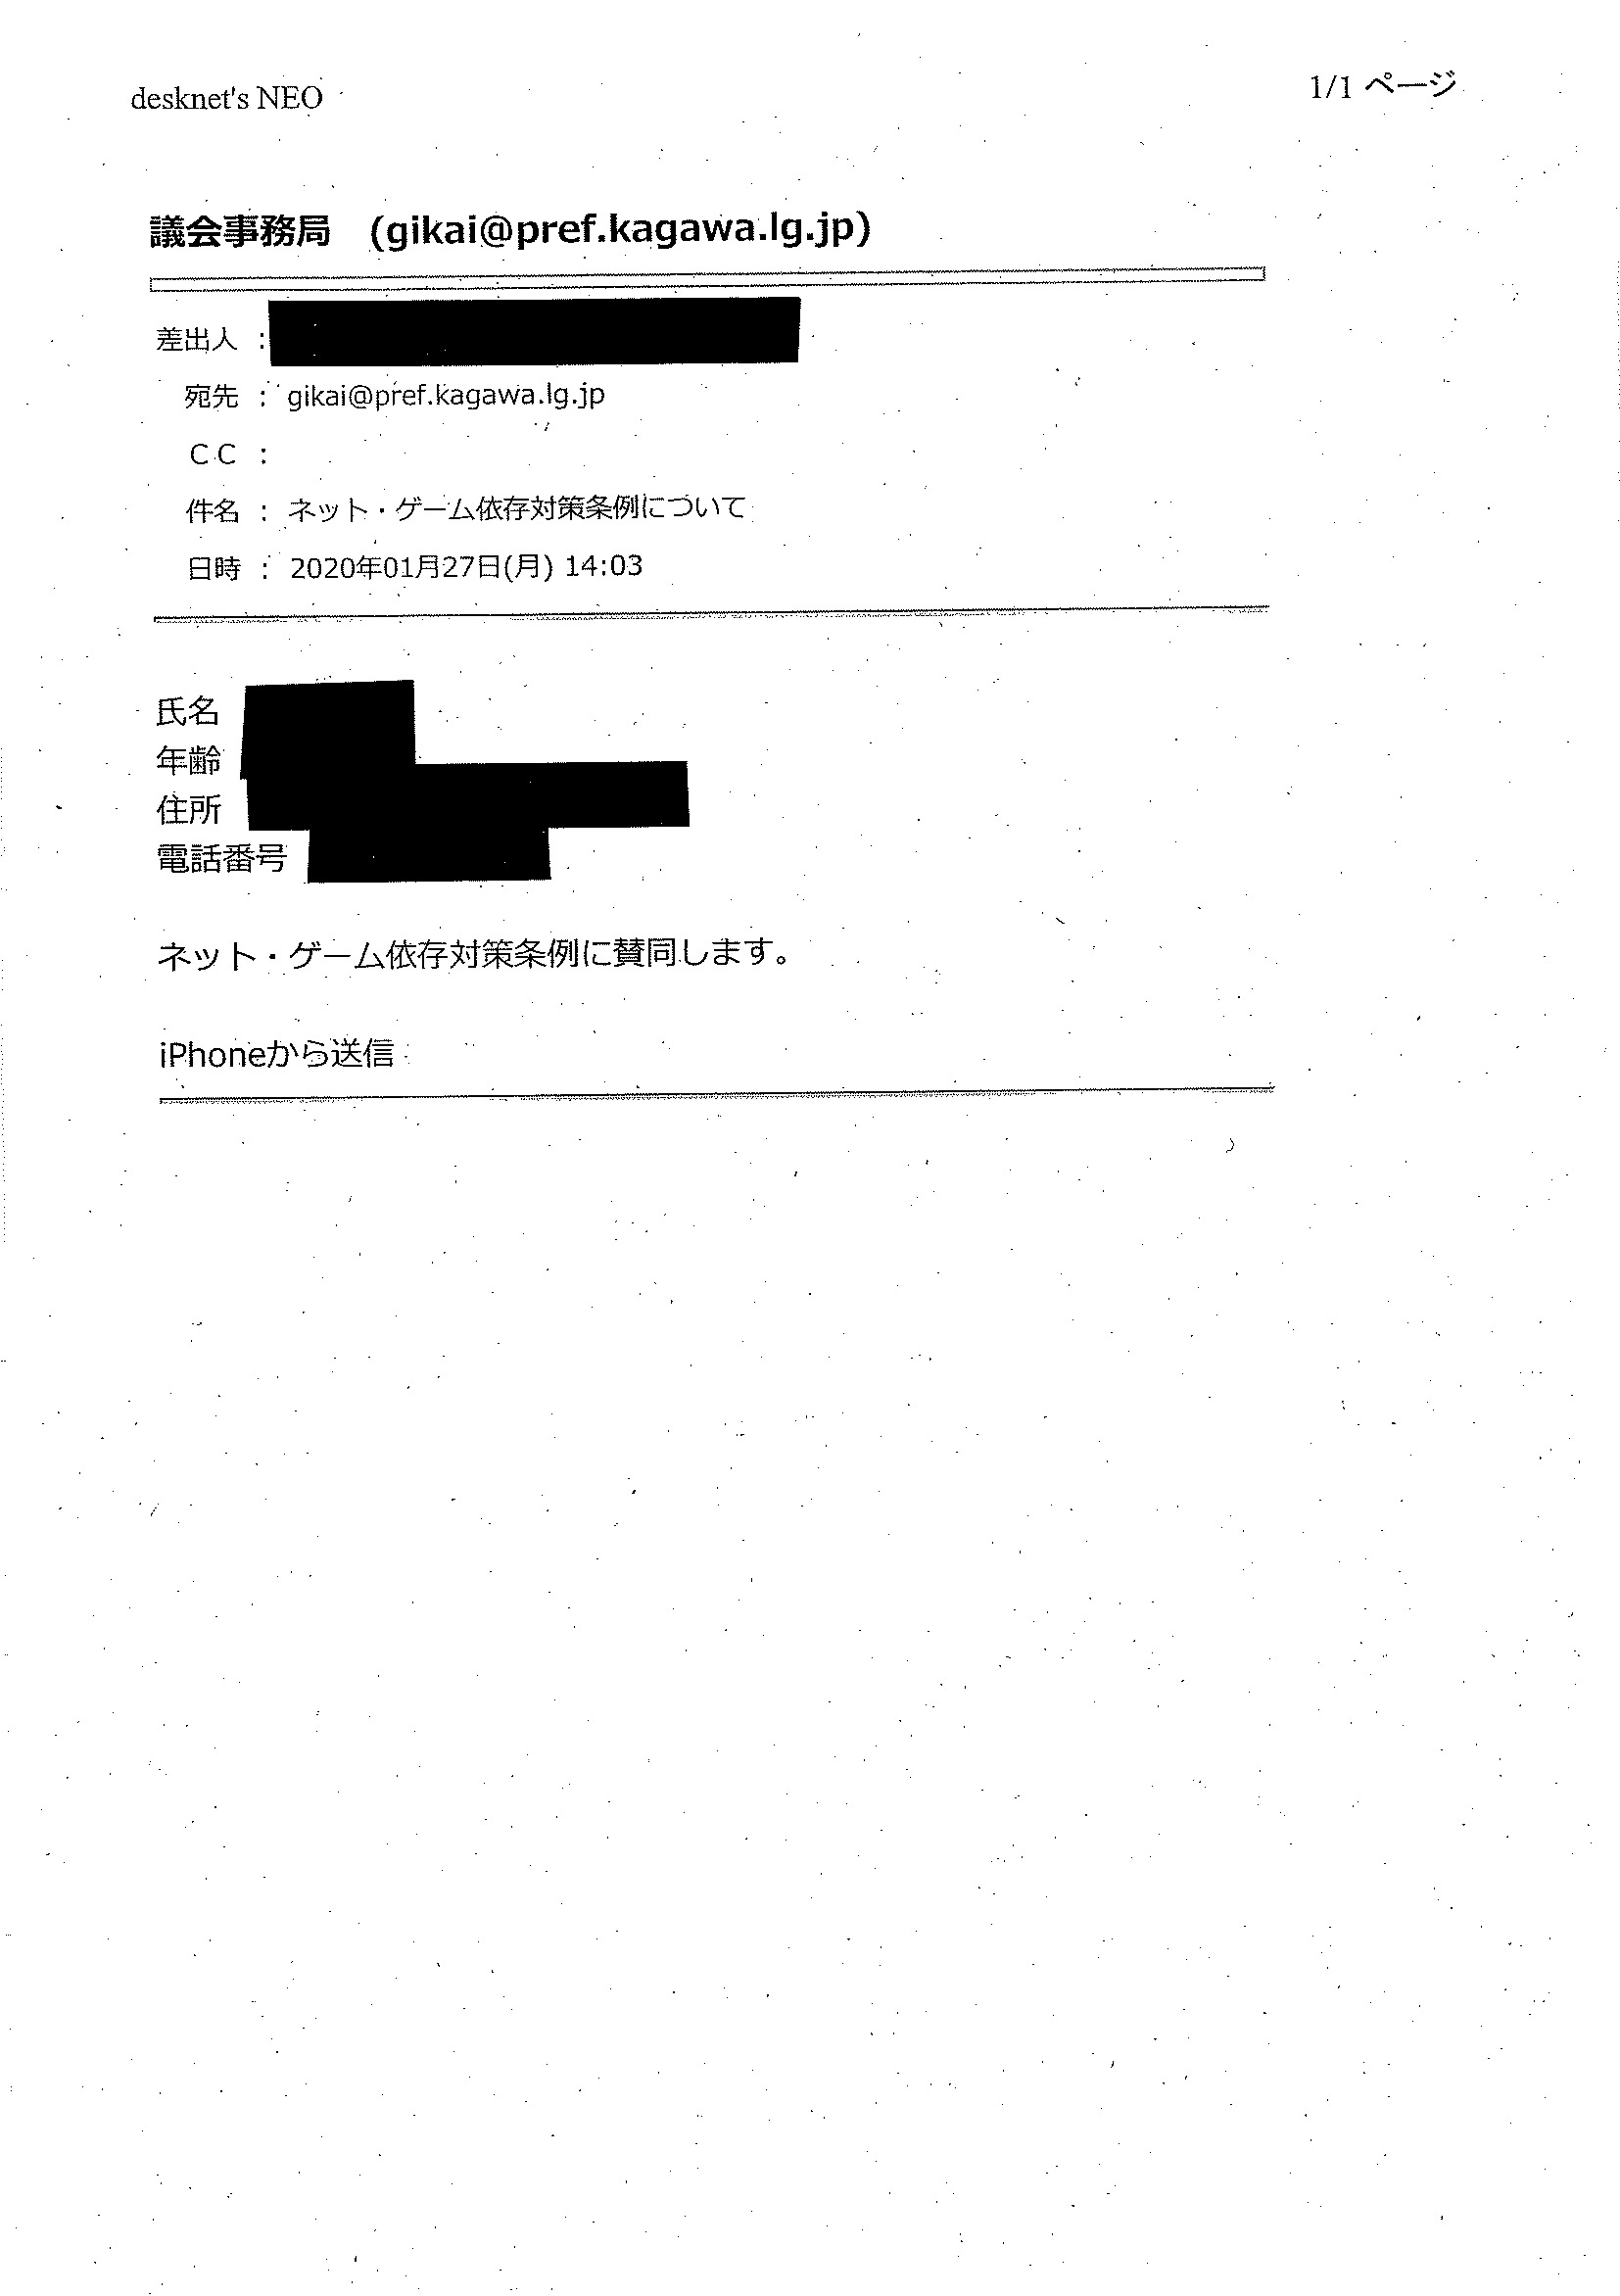 desknet's NEO
1/1 ページ
議会事務局 (gikai@pref.kagawa.lg.jp)
差出人 :
宛先 : gikai@pref.kagawa.lg.jp
CC :
件名 : ネット・ゲーム依存対策条例について
日時 : 2020年01月27日(月) 14:03
氏名
年齢
住所
電話番号
ネット・ゲーム依存対策条例に賛同します。
iPhoneから送信